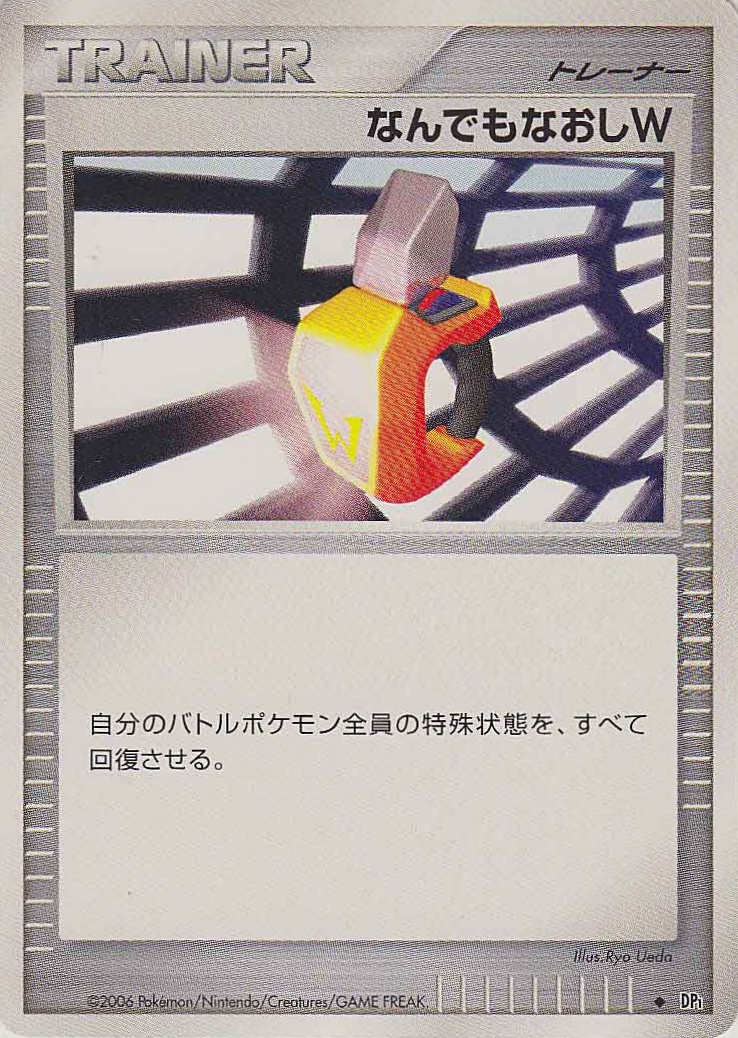 TRAINER
トレーナー
なんでもなおしW
W
自分のバトルポケモン全員の特殊状態を、すべて
回復させる。
Illus.Ryo Ueda
©2006 Pokémon/Nintendo/Creatures/GAME FREAK.
◆ DP1